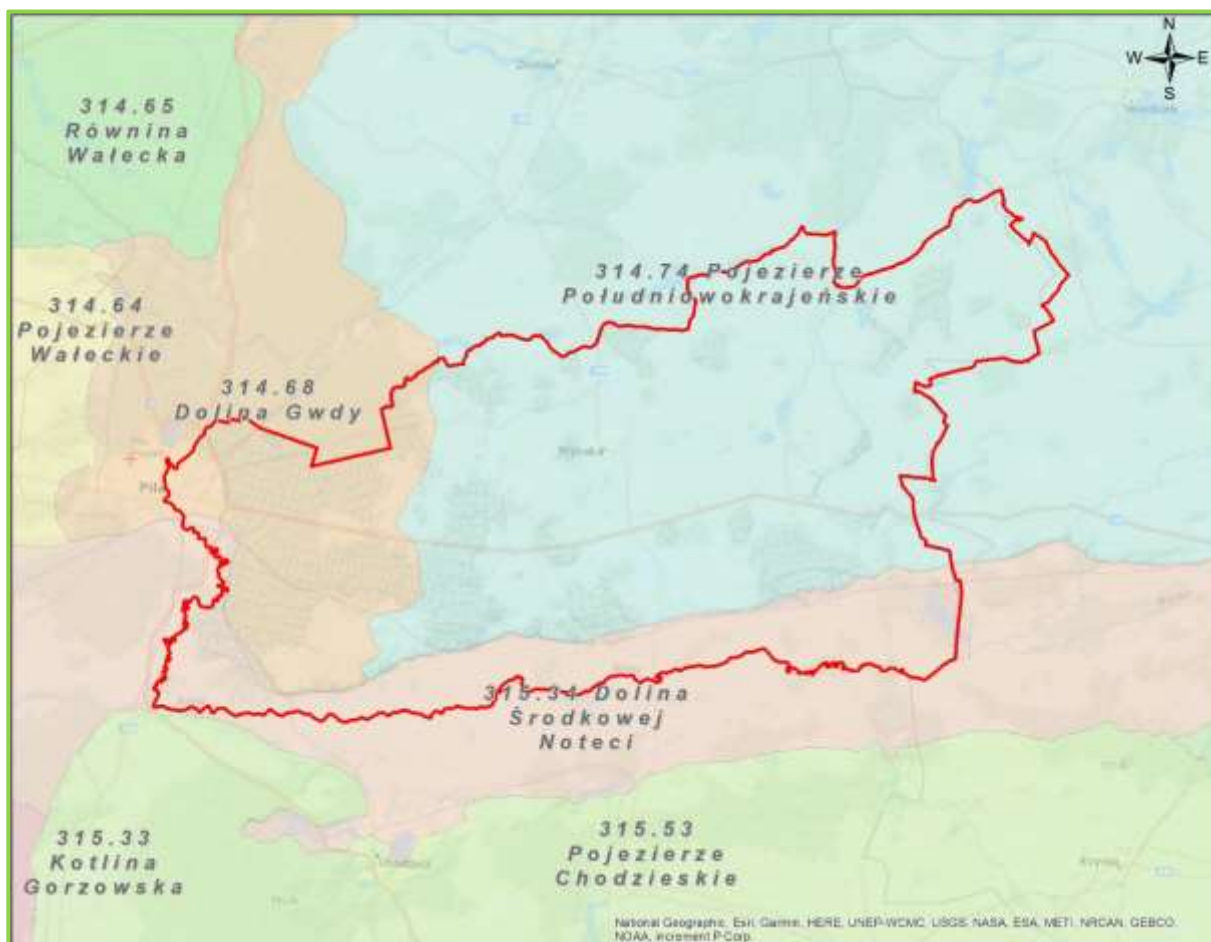 N
W E
S
314.65
Równina
Wałecka
314.74 Pojezierze
Południowokrajeńskie
314.64
Pojezierze
Wałeckie
314.68
Dolina Gwdy
Piła
315.34 Dolina
Środkowej
Noteci
315.33
Kotlina
Gorzowska
315.53
Pojezierze
Chodzieskie
National Geographic, Esri, Garmin, HERE, UNEP-WCMC, USGS, NASA, ESA, METI, NRCAN, GEBCO,
NOAA, increment P Corp.